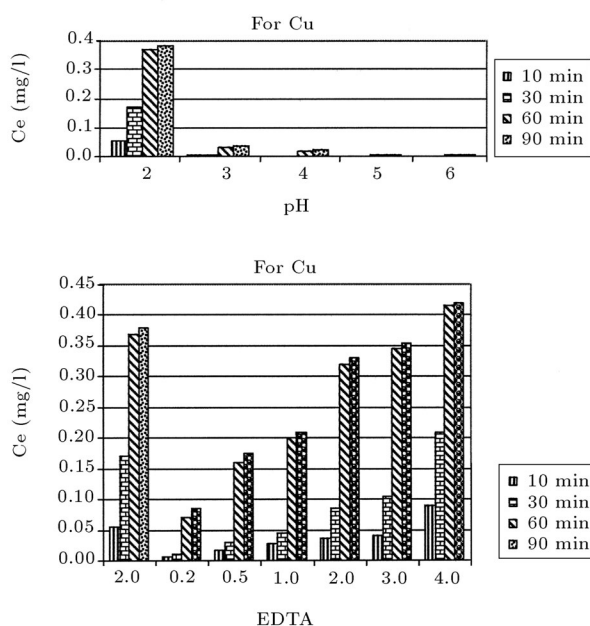 For Cu
0.4
0.3
0.2
0.1
0.0
Ce (mg/l)
2 3 4 5 6
pH
10 min
30 min
60 min
90 min
For Cu
0.45
0.40
0.35
0.30
0.25
0.20
0.15
0.10
0.05
0.00
Ce (mg/l)
2.0 0.2 0.5 1.0 2.0 3.0 4.0
EDTA
10 min
30 min
60 min
90 min